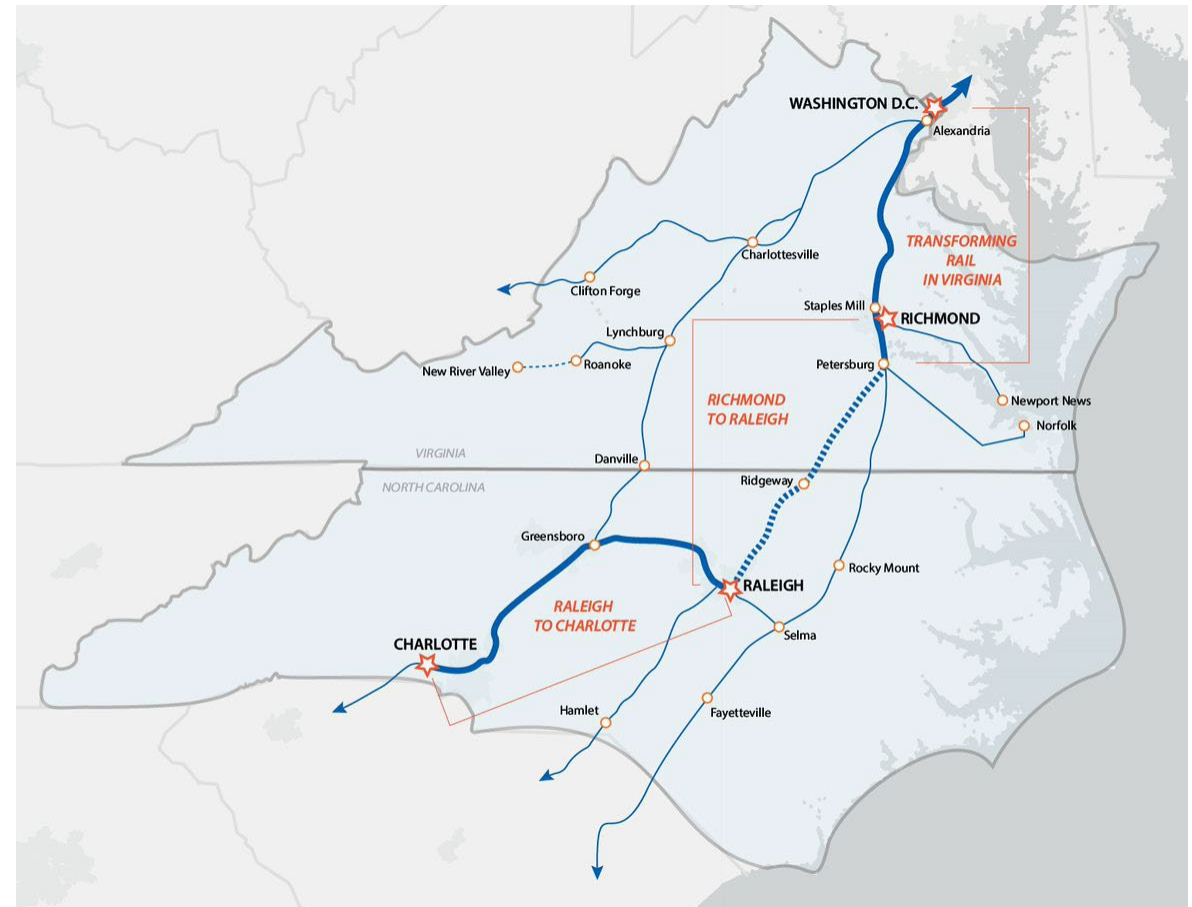 WASHINGTON D.C.
Alexandria
TRANSFORMING
RAIL
IN VIRGINIA
Charlottesville
Clifton Forge
Staples Mill
RICHMOND
Lynchburg
Roanoke
New River Valley
Petersburg
RICHMOND
TO RALEIGH
Newport News
Norfolk
VIRGINIA
Danville
NORTH CAROLINA
Ridgeway
Greensboro
Rocky Mount
RALEIGH
RALEIGH
TO CHARLOTTE
Selma
CHARLOTTE
Hamlet
Fayetteville